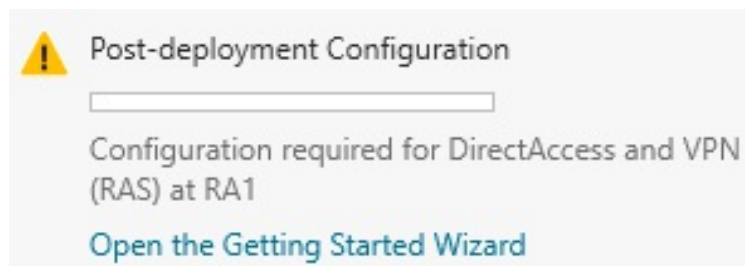 Post-deployment Configuration
Configuration required for DirectAccess and VPN
(RAS) at RA1
Open the Getting Started Wizard